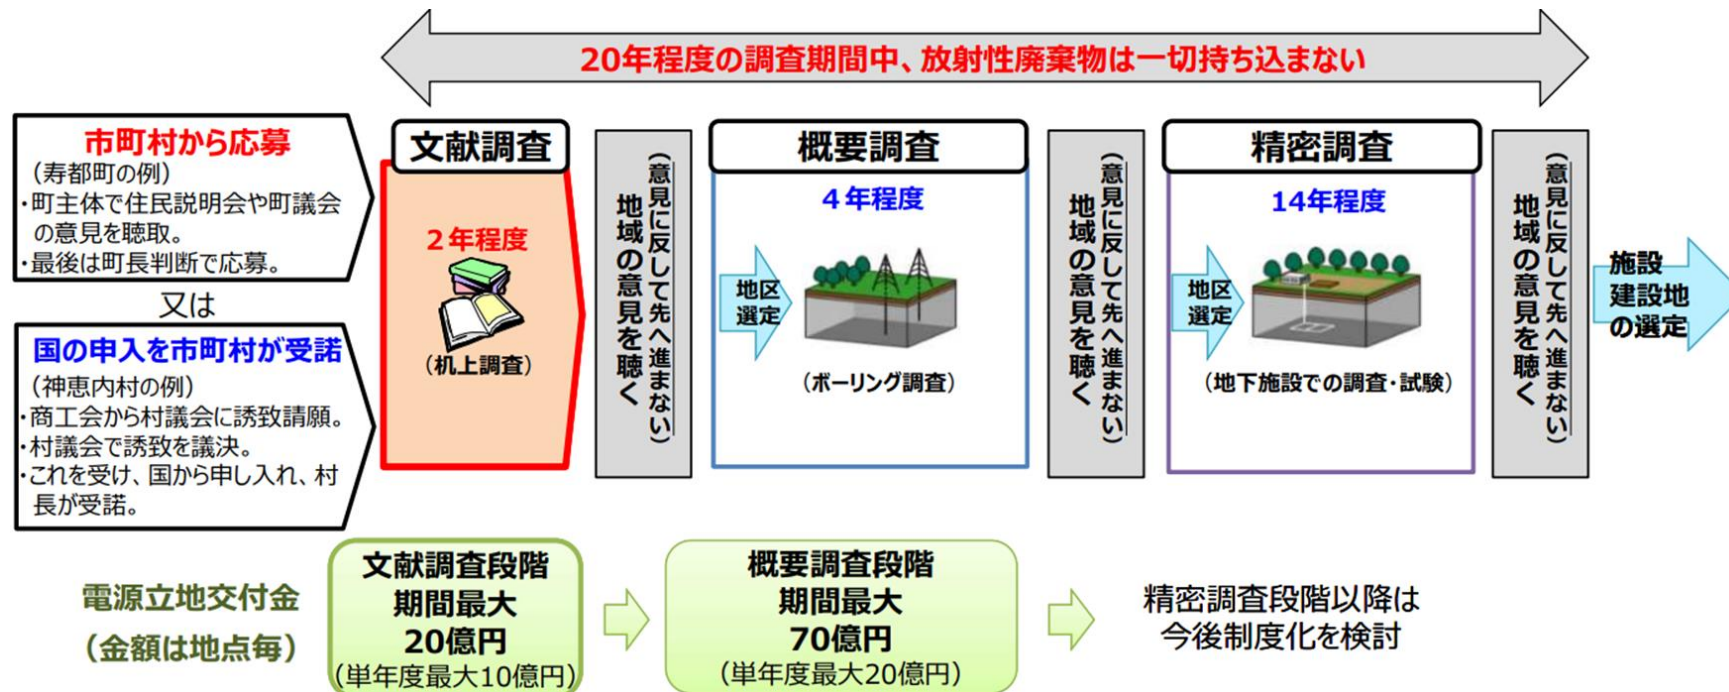 20年程度の調査期間中、放射性廃棄物は一切持ち込まない
市町村から応募
（寿都町の例）
・町主体で住民説明会や町議会
の意見を聴取。
・最後は町長判断で応募。
又は
国の申入を市町村が受諾
（神恵内村の例）
・商工会から村議会に誘致請願。
・村議会で誘致を議決。
・これを受け、国から申し入れ、村
長が受諾。
文献調査
２年程度
（机上調査）
地域の意見を聴く
（意見に反して先へ進まない）
概要調査
４年程度
地区
選定
（ボーリング調査）
地域の意見を聴く
（意見に反して先へ進まない）
精密調査
14年程度
地区
選定
（地下施設での調査・試験）
地域の意見を聴く
（意見に反して先へ進まない）
施設
建設地
の選定
電源立地交付金
（金額は地点毎）
文献調査段階
期間最大
20億円
（単年度最大10億円）
概要調査段階
期間最大
70億円
（単年度最大20億円）
精密調査段階以降は
今後制度化を検討